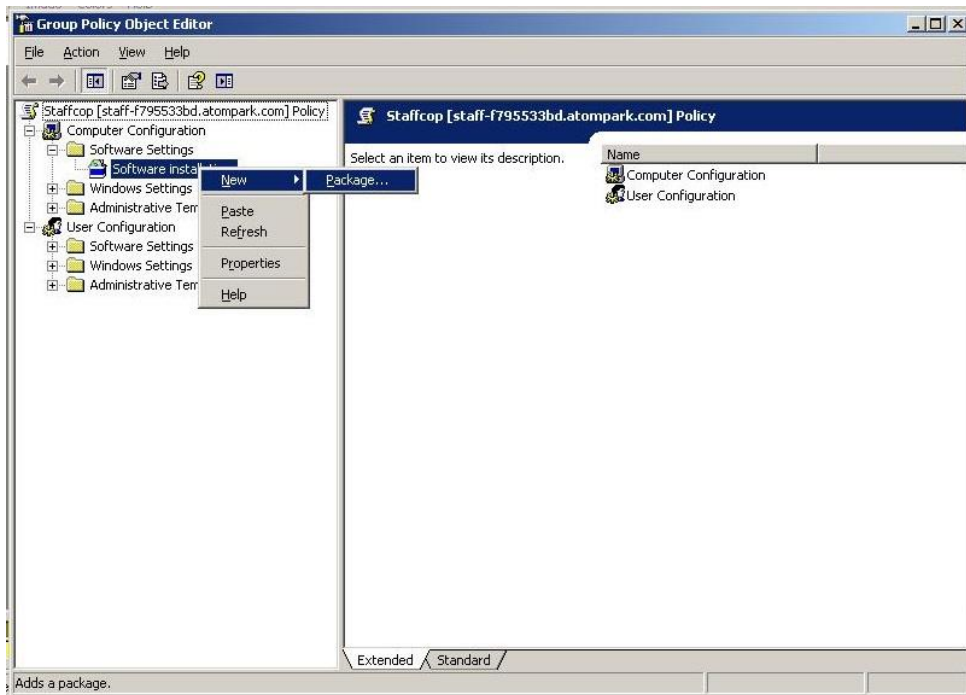 Group Policy Object Editor
File Action View Help
Staffcop [staff-f795533bd.atompark.com] Policy
Computer Configuration
Software Settings
Software
Windows Settings
Administrative
User Configuration
Software Settings
Windows Settings
Administrative
New
Paste
Refresh
Properties
Help
Package...
Staffcop [staff-f795533bd.atompark.com] Policy
Select an item to view its description.
Name
Computer Configuration
User Configuration
Extended Standard
Adds a package.